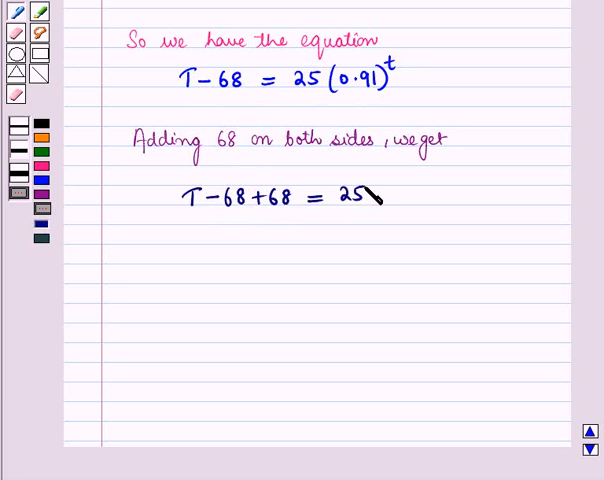 So we have the equation
T - 68 = 25 (0.91)^t
Adding 68 on both sides, we get
T - 68 + 68 = 25